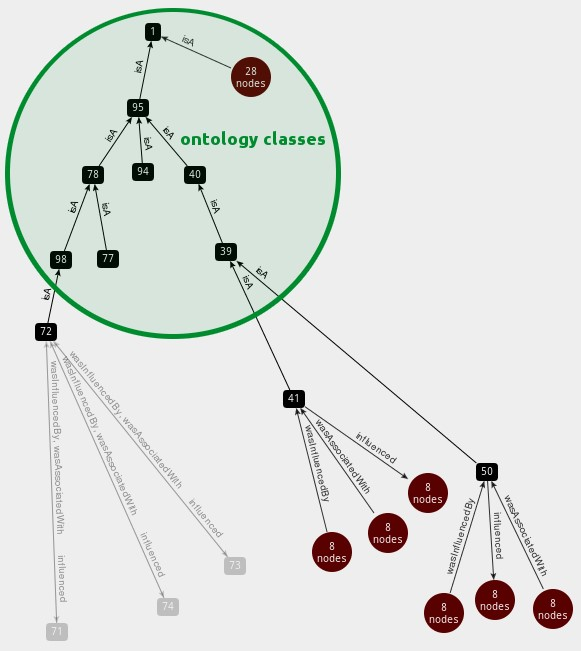 1
isA
28
nodes
isA
95
ontology classes
isA
isA
isA
78
94
40
isA
isA
isA
98
77
39
isA
isA
isA
72
41
wasInfluencedBy, wasAssociatedWith
wasInfluencedBy, wasAssociatedWith
wasInfluencedBy, wasAssociatedWith
wasInfluencedBy
wasAssociatedWith
influenced
50
8
nodes
8
nodes
8
nodes
wasInfluencedBy
influenced
wasAssociatedWith
influenced
influenced
influenced
73
74
71
8
nodes
8
nodes
8
nodes